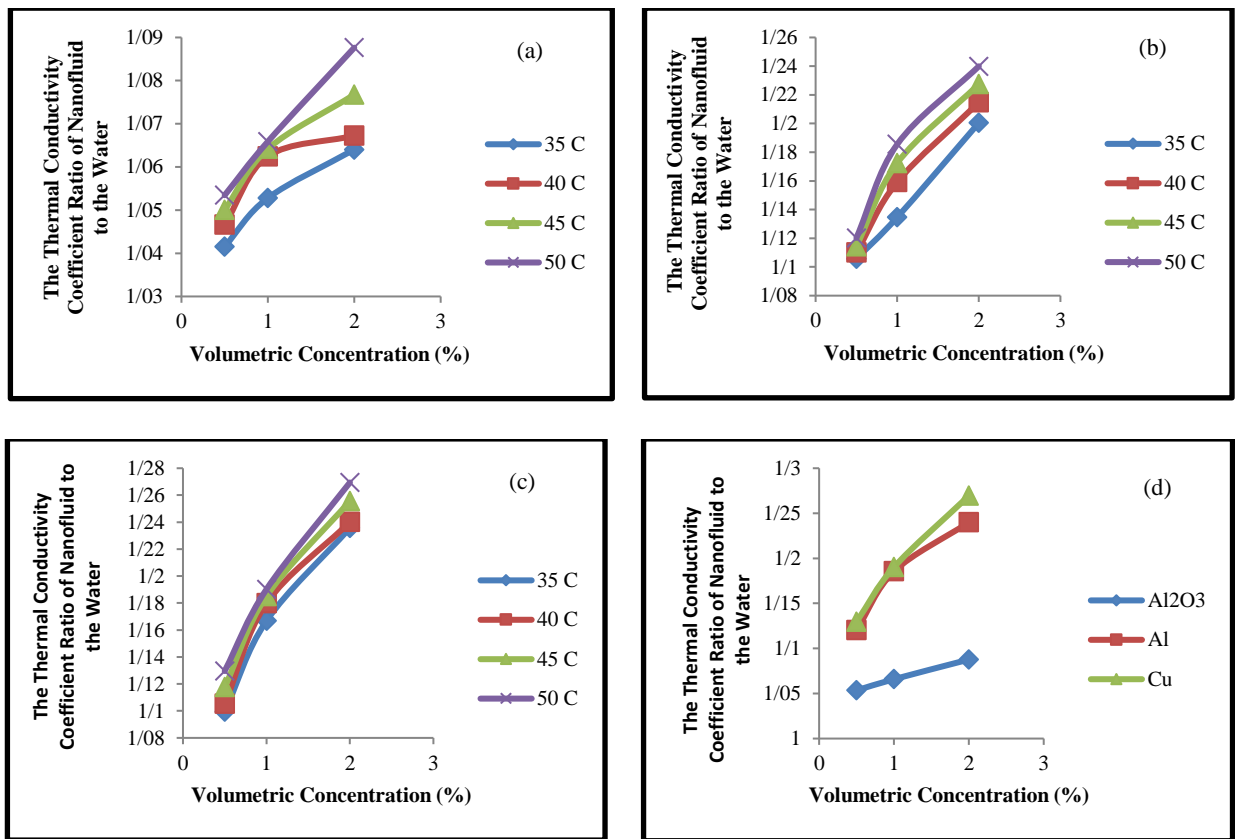 The Thermal Conductivity
Coefficient Ratio of Nanofluid
to the Water
1/09
1/08
1/07
1/06
1/05
1/04
1/03
0
1
2
3
Volumetric Concentration (%)
(a)
35 C
40 C
45 C
50 C
The Thermal Conductivity
Coefficient Ratio of Nanofluid
to the Water
1/26
1/24
1/22
1/2
1/18
1/16
1/14
1/12
1/1
1/08
0
1
2
3
Volumetric Concentration (%)
(b)
35 C
40 C
45 C
50 C
The Thermal Conductivity
Coefficient Ratio of Nanofluid to
the Water
1/28
1/26
1/24
1/2
1/18
1/16
1/14
1/12
1/1
1/08
0
1
2
3
Volumetric Concentration (%)
(c)
35 C
40 C
45 C
50 C
The Thermal Conductivity
Coefficient Ratio of Nanofluid to
the Water
1/3
1/25
1/2
1/15
1/1
1/05
1
0
1
2
3
Volumetric Concentration (%)
(d)
Al2O3
Al
Cu